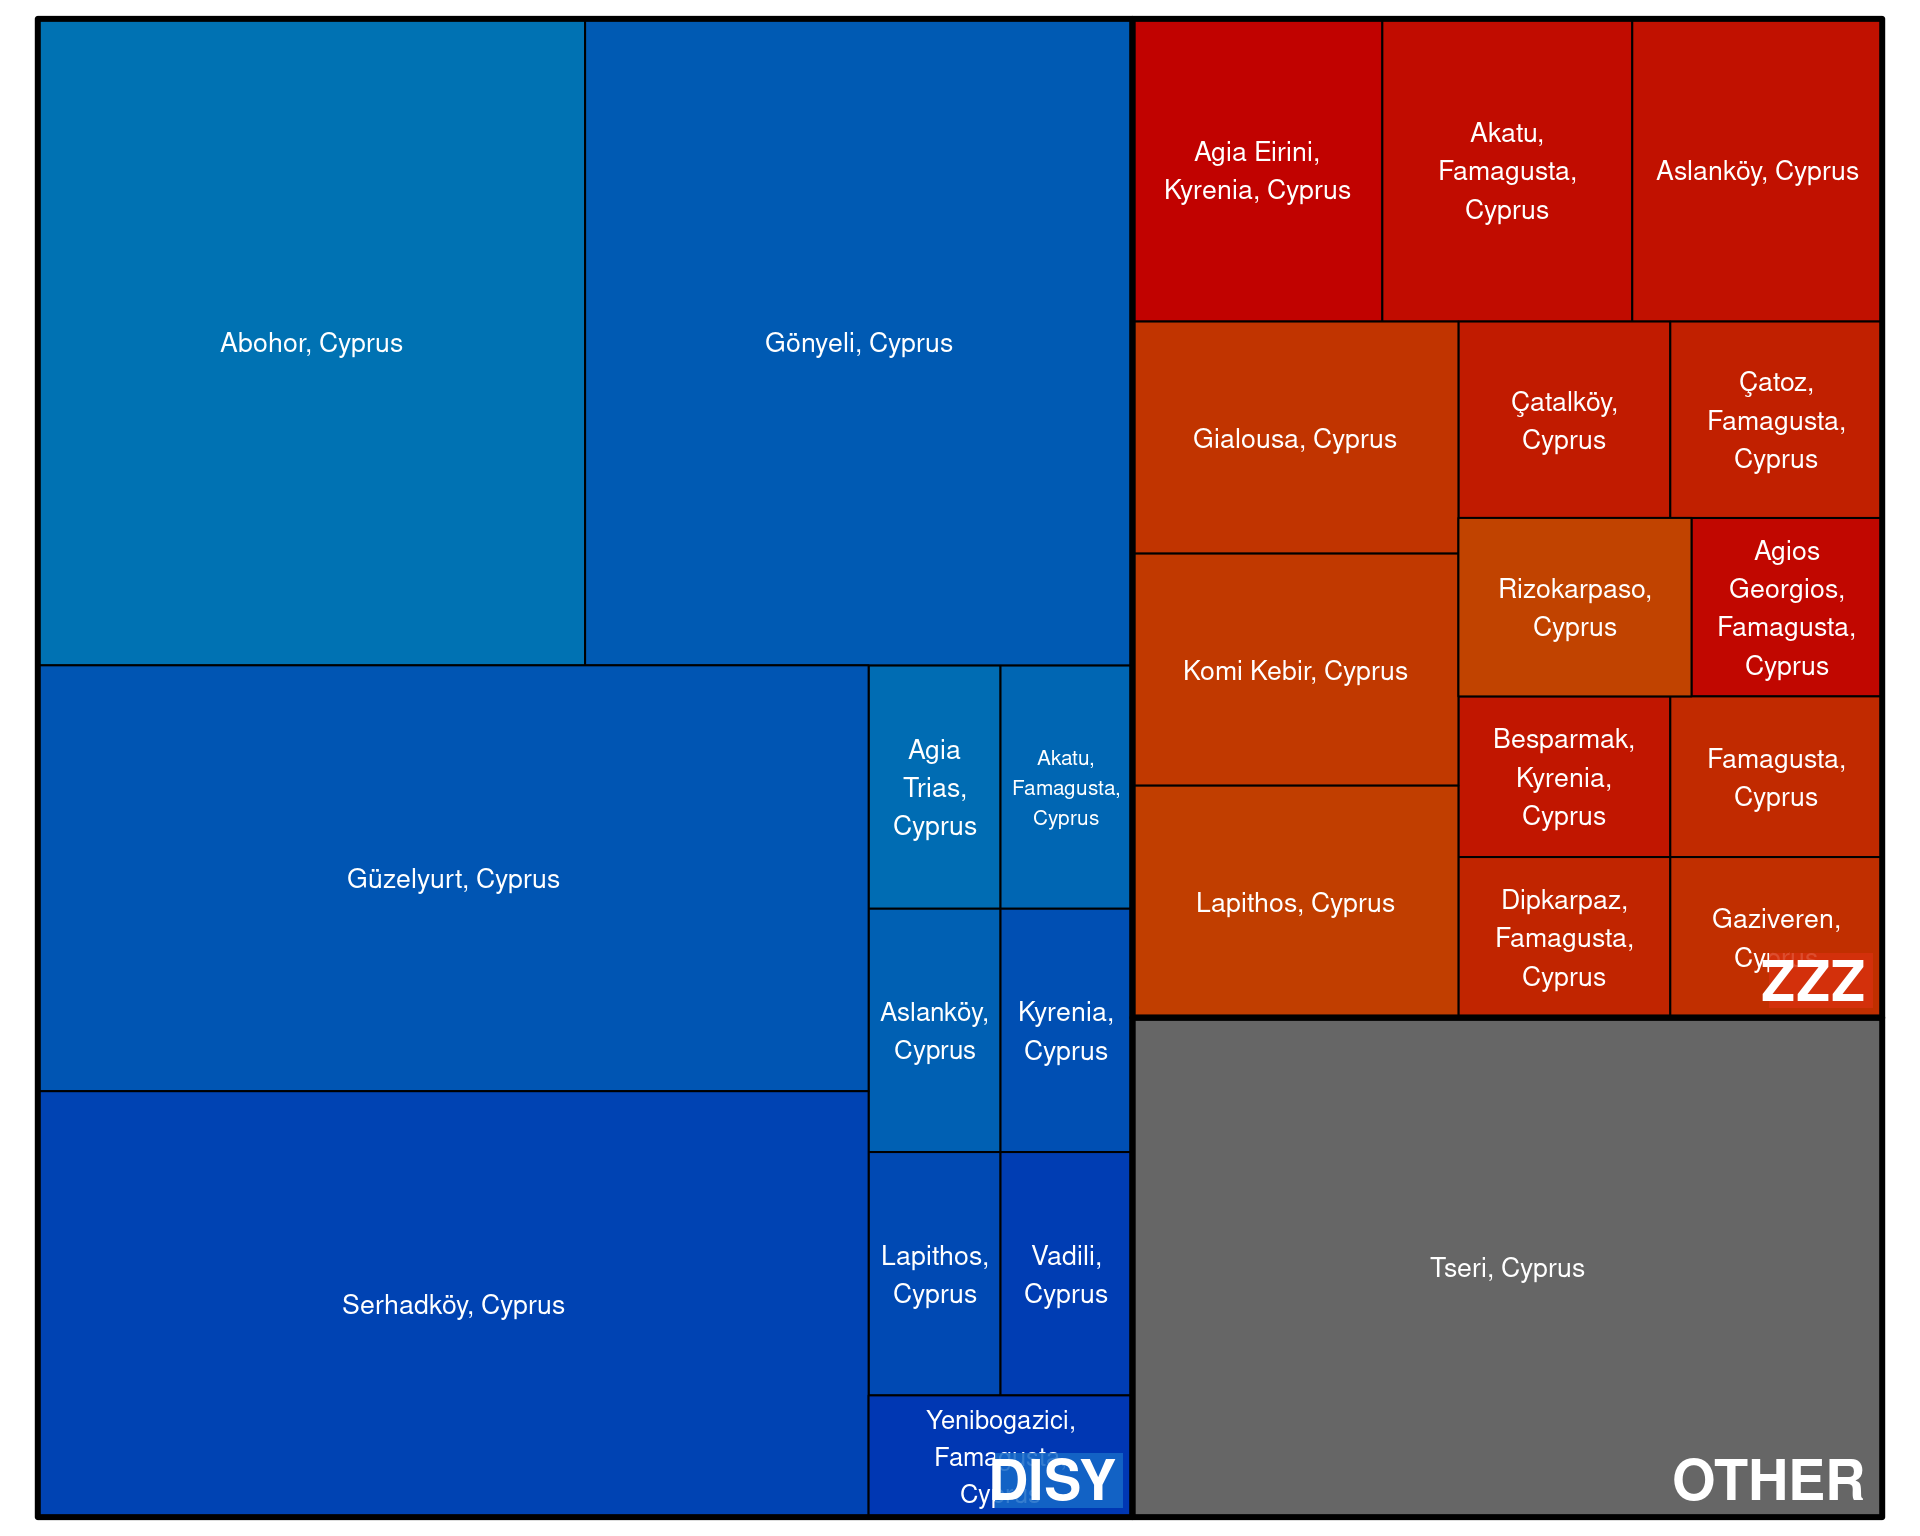 Abohor, Cyprus
Gönyeli, Cyprus
Güzelyurt, Cyprus
Serhadköy, Cyprus
Agia
Trias,
Cyprus
Akatu,
Famagusta,
Cyprus
Aslanköy,
Cyprus
Kyrenia,
Cyprus
Lapithos,
Cyprus
Vadili,
Cyprus
Yenibogazici,
Famagusta,
Cyprus
DISY
Agia Eirini,
Kyrenia, Cyprus
Akatu,
Famagusta,
Cyprus
Aslanköy, Cyprus
Gialousa, Cyprus
Komi Kebir, Cyprus
Lapithos, Cyprus
Çatalköy,
Cyprus
Çatoz,
Famagusta,
Cyprus
Rizokarpaso,
Cyprus
Agios
Georgios,
Famagusta,
Cyprus
Besparmak,
Kyrenia,
Cyprus
Famagusta,
Cyprus
Dipkarpaz,
Famagusta,
Cyprus
Gaziveren,
Cyprus
ZZZ
Tseri, Cyprus
OTHER